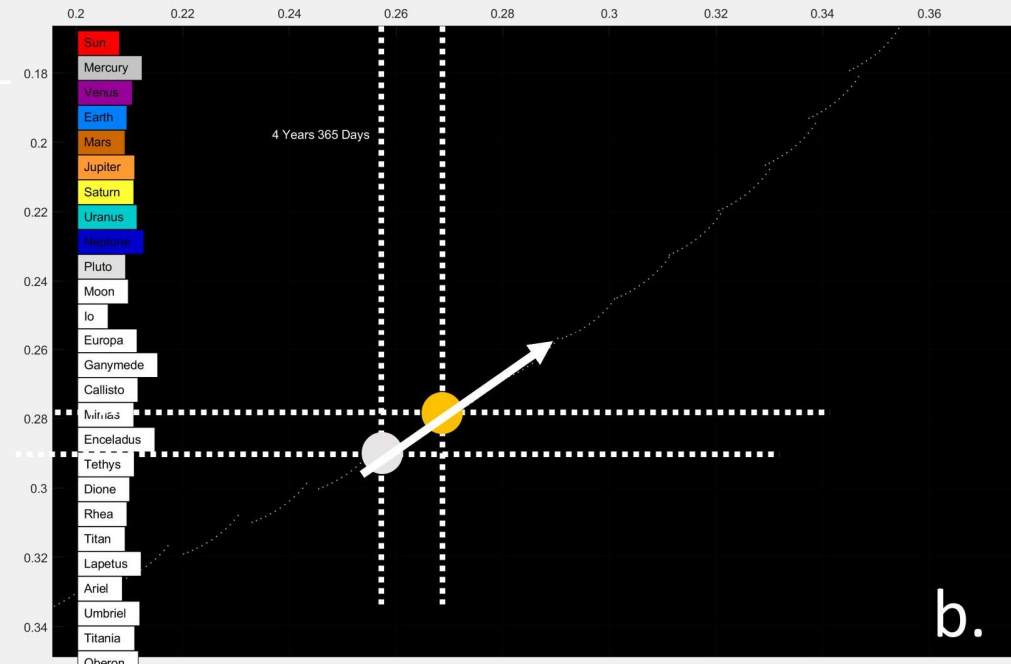 0.2 0.22 0.24 0.26 0.28 0.3 0.32 0.34 0.36
Sun
0.18 Mercury
Venus
Earth
4 Years 365 Days
0.2 Mars
Jupiter
Saturn
0.22 Uranus
Neptune
Pluto
0.24 Moon
Io
Europa
0.26 Ganymede
Callisto
0.28 Mimas
Enceladus
Tethys
0.3 Dione
Rhea
Titan
0.32 Lapetus
Ariel
Umbriel
0.34 Titania
Oberon
b.